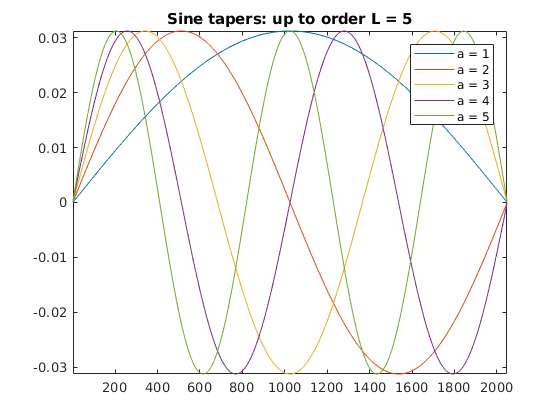 Sine tapers: up to order L = 5
0.03
0.02
0.01
0
-0.01
-0.02
-0.03
a = 1
a = 2
a = 3
a = 4
a = 5
200 400 600 800 1000 1200 1400 1600 1800 2000